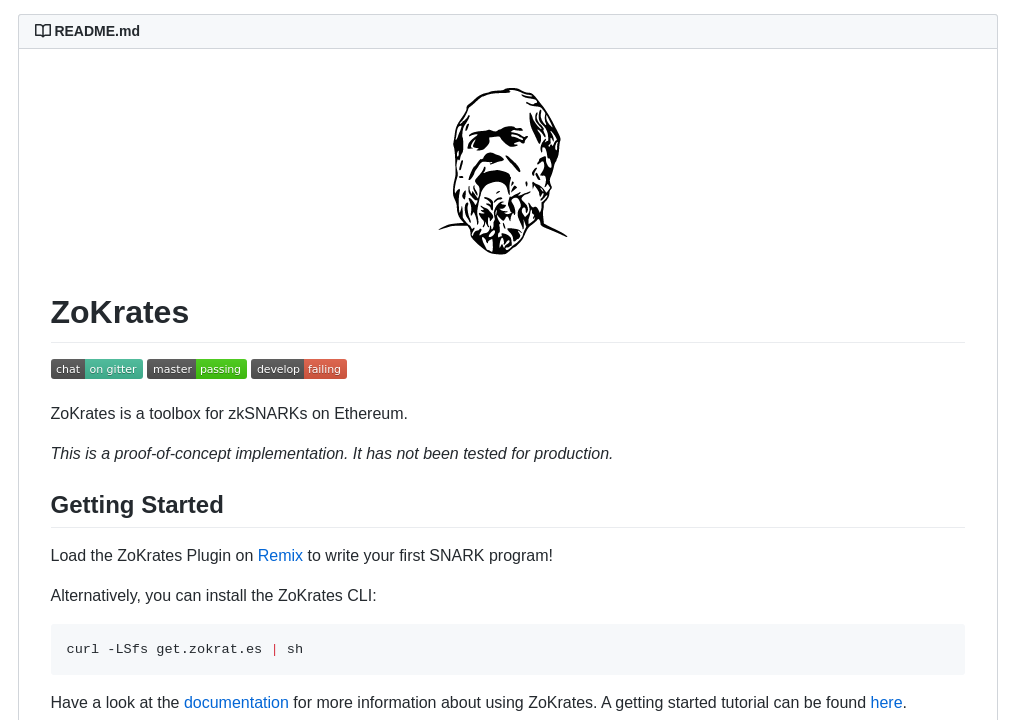 README.md
ZoKrates
chat on gitter master passing develop failing
ZoKrates is a toolbox for zkSNARKs on Ethereum.
This is a proof-of-concept implementation. It has not been tested for production.
Getting Started
Load the ZoKrates Plugin on Remix to write your first SNARK program!
Alternatively, you can install the ZoKrates CLI:
curl -LSfs get.zokrat.es | sh
Have a look at the documentation for more information about using ZoKrates. A getting started tutorial can be found here.